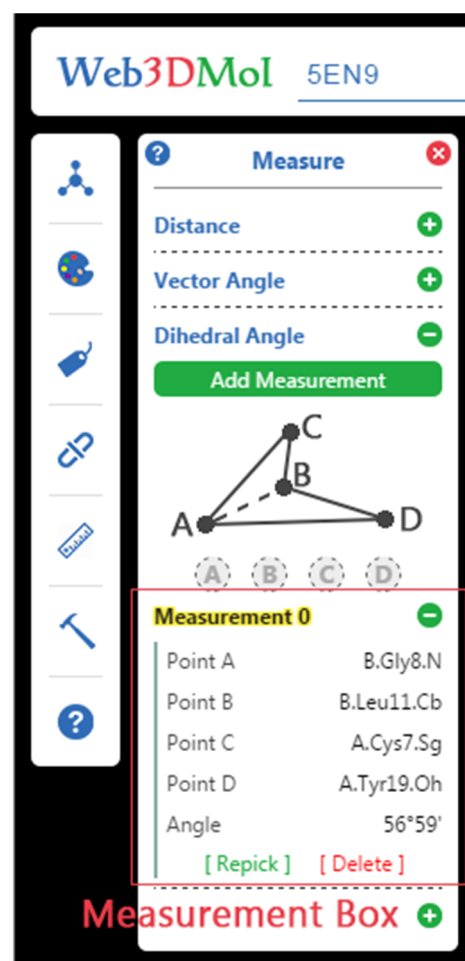 Web3DMol 5EN9
? Measure
Distance
Vector Angle
Dihedral Angle
Add Measurement
C
B
A D
A B C D
Measurement 0
Point A B.Gly8.N
Point B B.Leu11.Cb
Point C A.Cys7.Sg
Point D A.Tyr19.Oh
Angle 56°59'
[ Repick ] [ Delete ]
Measurement Box
?